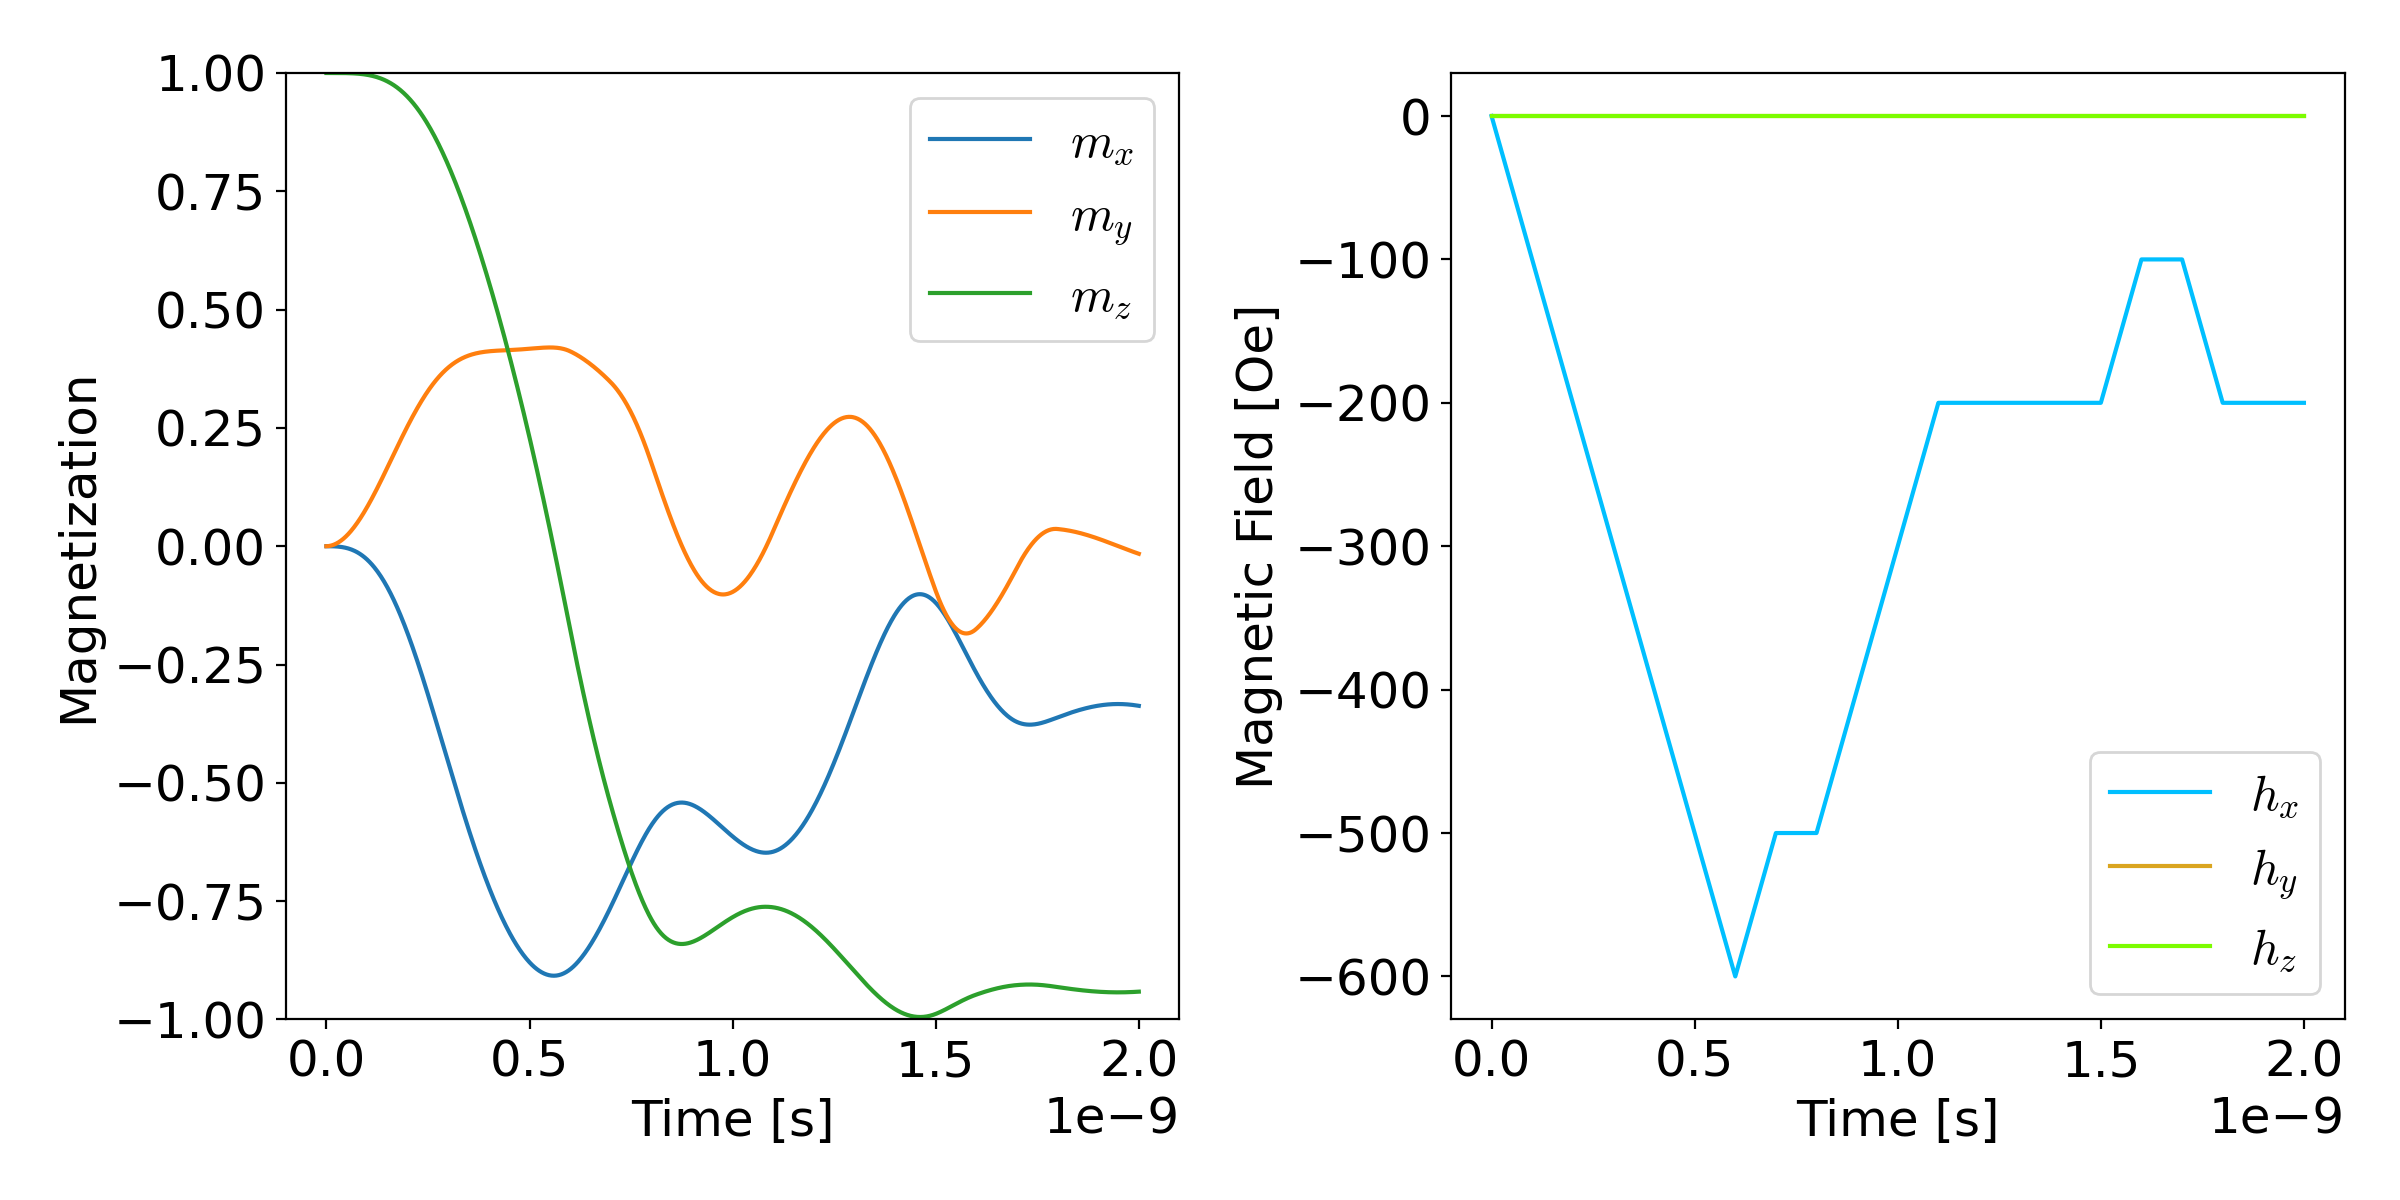 Magnetization
1.00
0.75
0.50
0.25
0.00
−0.25
−0.50
−0.75
−1.00
0.0 0.5 1.0 1.5 2.0
Time [s]
1e−9
m_x
m_y
m_z
Magnetic Field [Oe]
0
−100
−200
−300
−400
−500
−600
0.0 0.5 1.0 1.5 2.0
Time [s]
1e−9
h_x
h_y
h_z